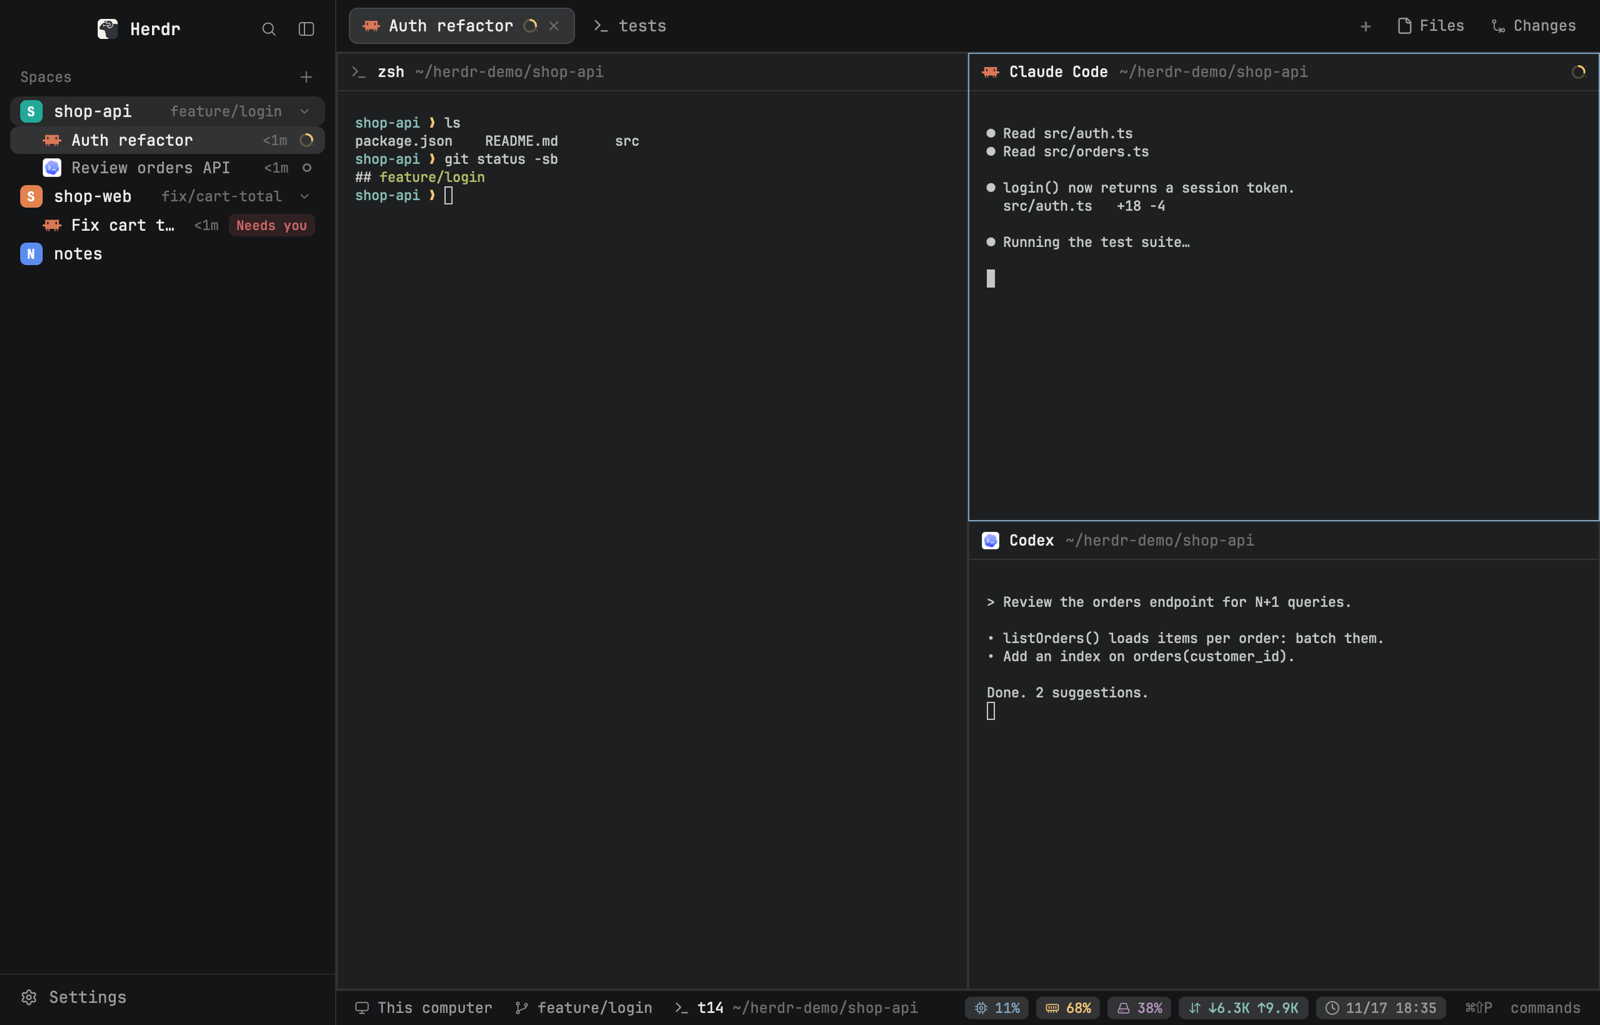 Herdr
Spaces
S shop-api feature/login
Auth refactor <1m
Review orders API <1m
S shop-web fix/cart-total
Fix cart t… <1m Needs you
N notes
Settings
Auth refactor
>_ tests
+ Files Changes
>_ zsh ~/herdr-demo/shop-api
shop-api ❱ ls
package.json README.md src
shop-api ❱ git status -sb
## feature/login
shop-api ❱
Claude Code ~/herdr-demo/shop-api
● Read src/auth.ts
● Read src/orders.ts
● login() now returns a session token.
src/auth.ts +18 -4
● Running the test suite…
Codex ~/herdr-demo/shop-api
> Review the orders endpoint for N+1 queries.
• listOrders() loads items per order: batch them.
• Add an index on orders(customer_id).
Done. 2 suggestions.
This computer feature/login >_ t14 ~/herdr-demo/shop-api 11% 68% 38% ↓6.3K ↑9.9K 11/17 18:35 ⌘⇧P commands